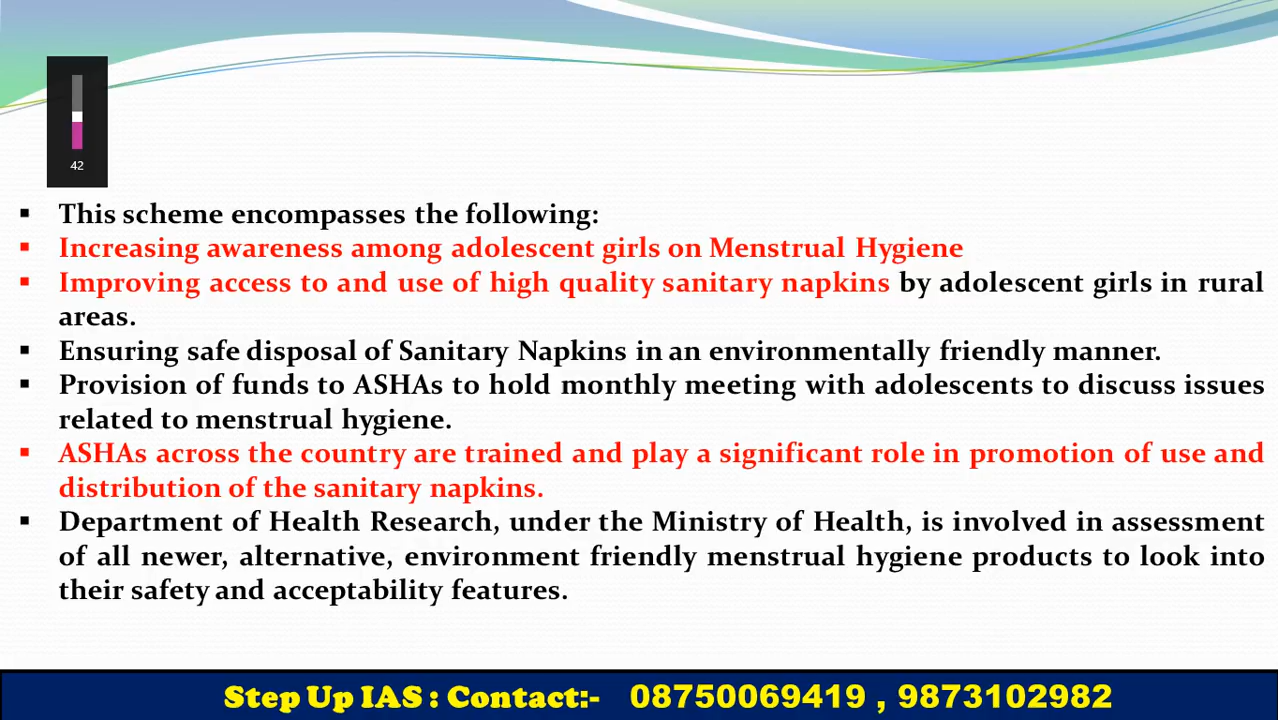 42
▪ This scheme encompasses the following:
▪ Increasing awareness among adolescent girls on Menstrual Hygiene
▪ Improving access to and use of high quality sanitary napkins by adolescent girls in rural
areas.
▪ Ensuring safe disposal of Sanitary Napkins in an environmentally friendly manner.
▪ Provision of funds to ASHAs to hold monthly meeting with adolescents to discuss issues
related to menstrual hygiene.
▪ ASHAs across the country are trained and play a significant role in promotion of use and
distribution of the sanitary napkins.
▪ Department of Health Research, under the Ministry of Health, is involved in assessment
of all newer, alternative, environment friendly menstrual hygiene products to look into
their safety and acceptability features.
Step Up IAS : Contact:- 08750069419 , 9873102982